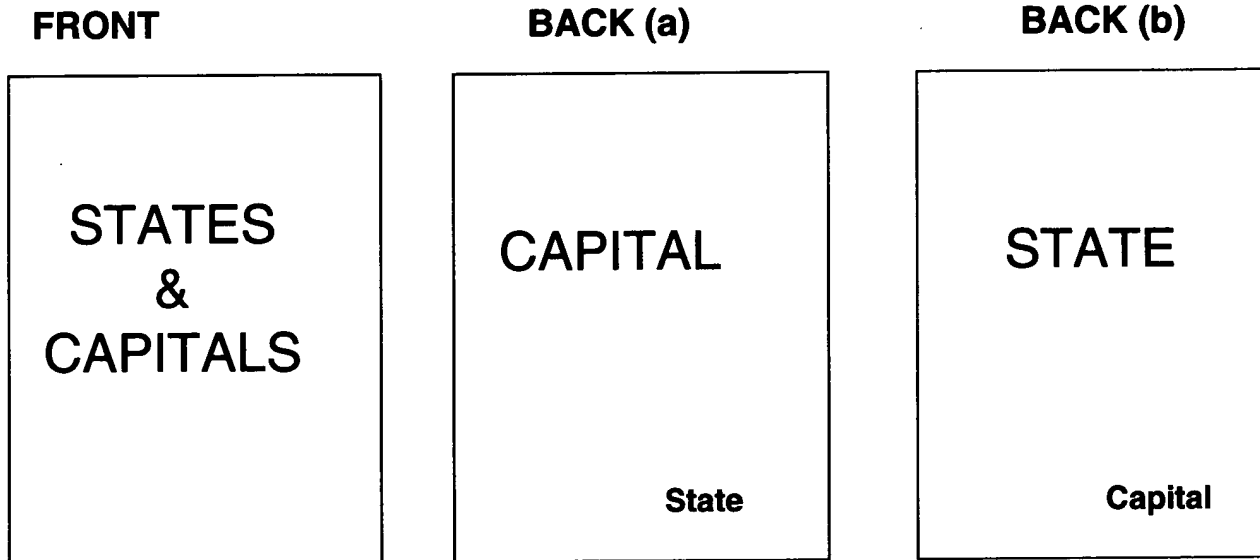 FRONT
BACK (a)
BACK (b)
STATES
&
CAPITALS
CAPITAL
State
STATE
Capital